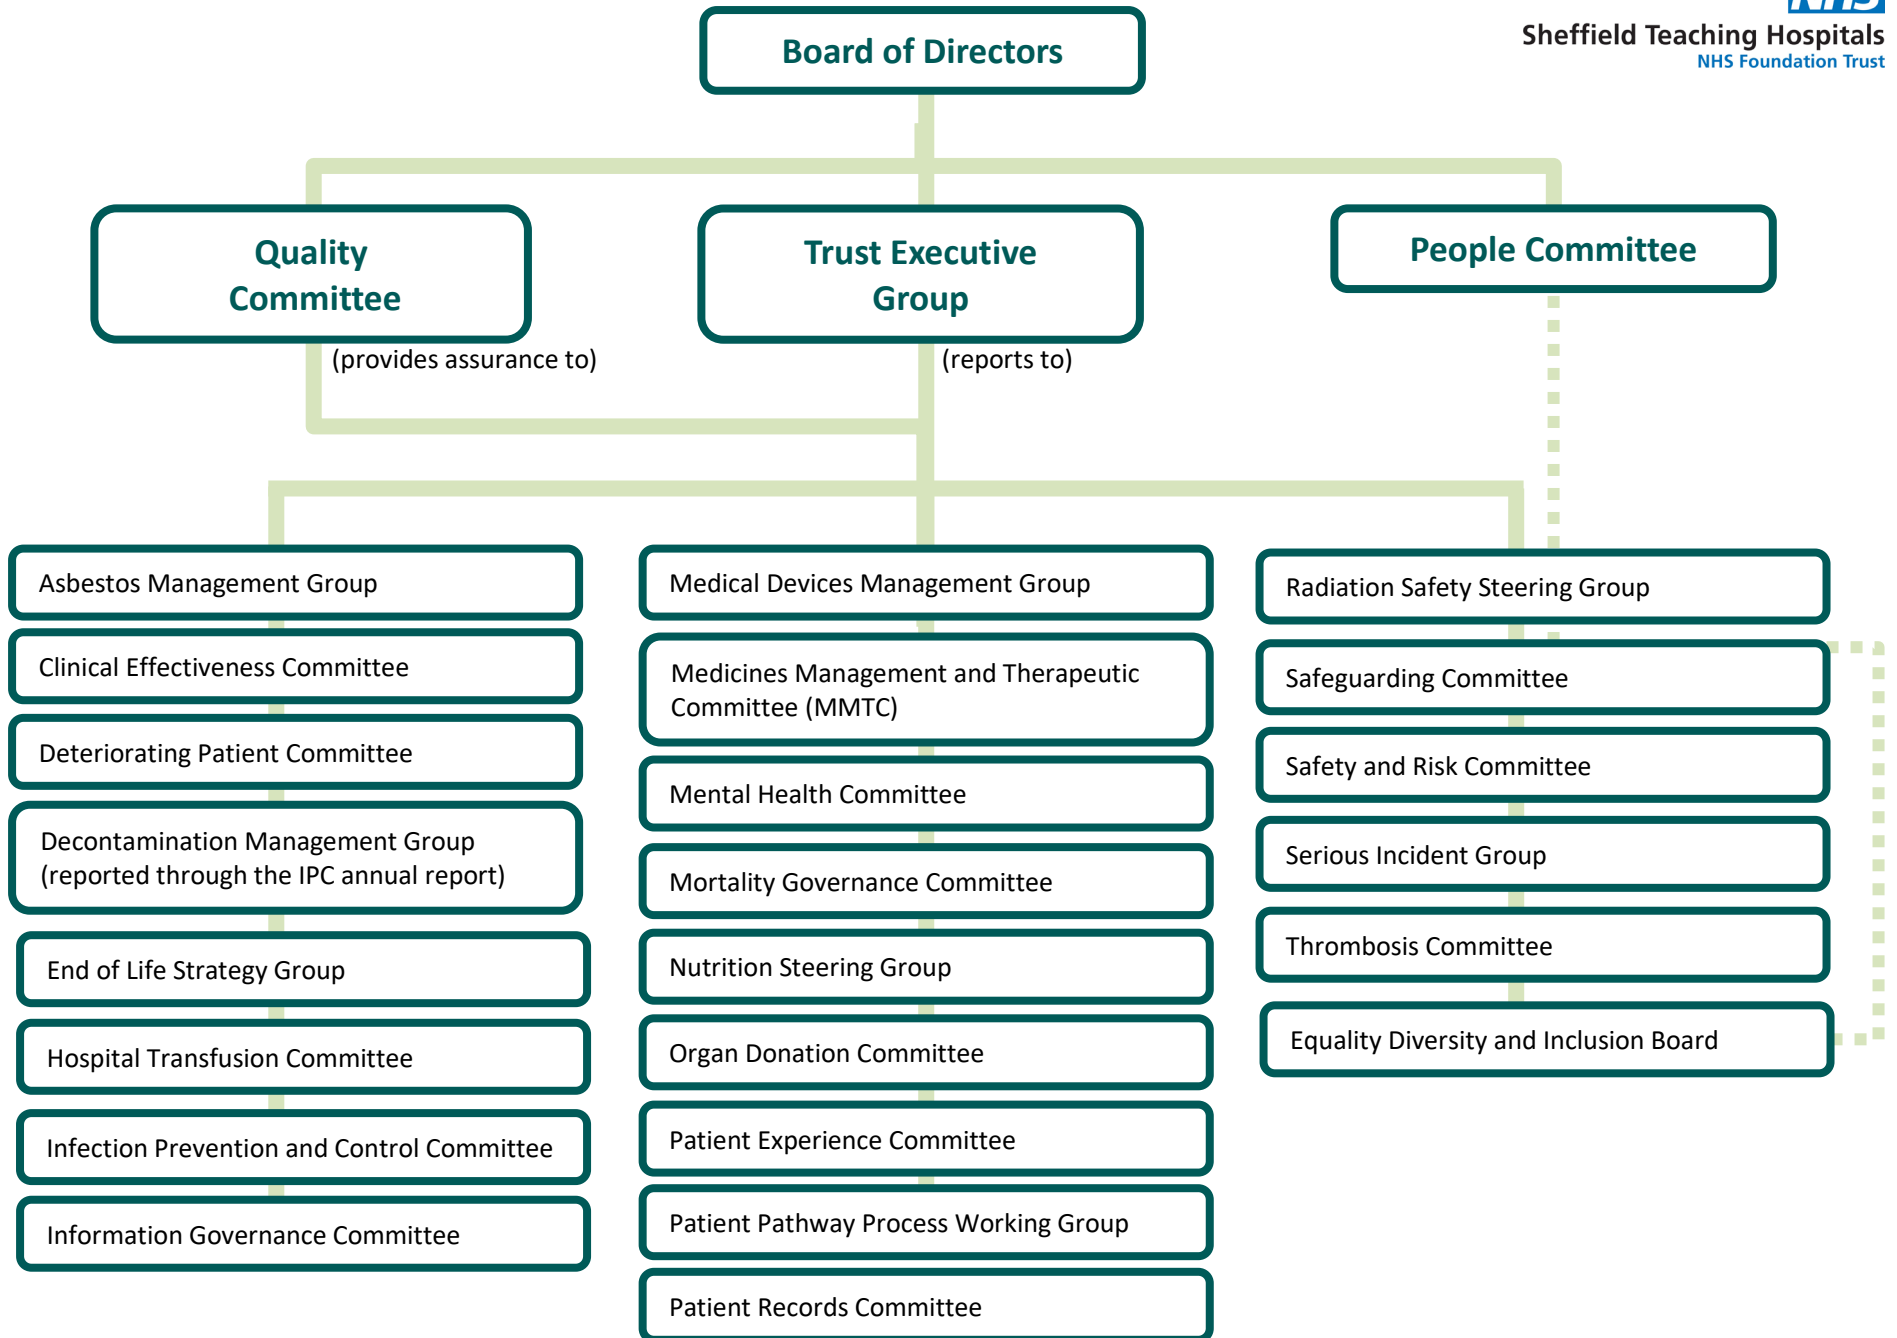 NHS
Sheffield Teaching Hospitals
NHS Foundation Trust
Board of Directors
Quality
Committee
Trust Executive
Group
People Committee
(provides assurance to)
(reports to)
Asbestos Management Group
Clinical Effectiveness Committee
Deteriorating Patient Committee
Decontamination Management Group
(reported through the IPC annual report)
End of Life Strategy Group
Hospital Transfusion Committee
Infection Prevention and Control Committee
Information Governance Committee
Medical Devices Management Group
Medicines Management and Therapeutic
Committee (MMTC)
Mental Health Committee
Mortality Governance Committee
Nutrition Steering Group
Organ Donation Committee
Patient Experience Committee
Patient Pathway Process Working Group
Patient Records Committee
Radiation Safety Steering Group
Safeguarding Committee
Safety and Risk Committee
Serious Incident Group
Thrombosis Committee
Equality Diversity and Inclusion Board